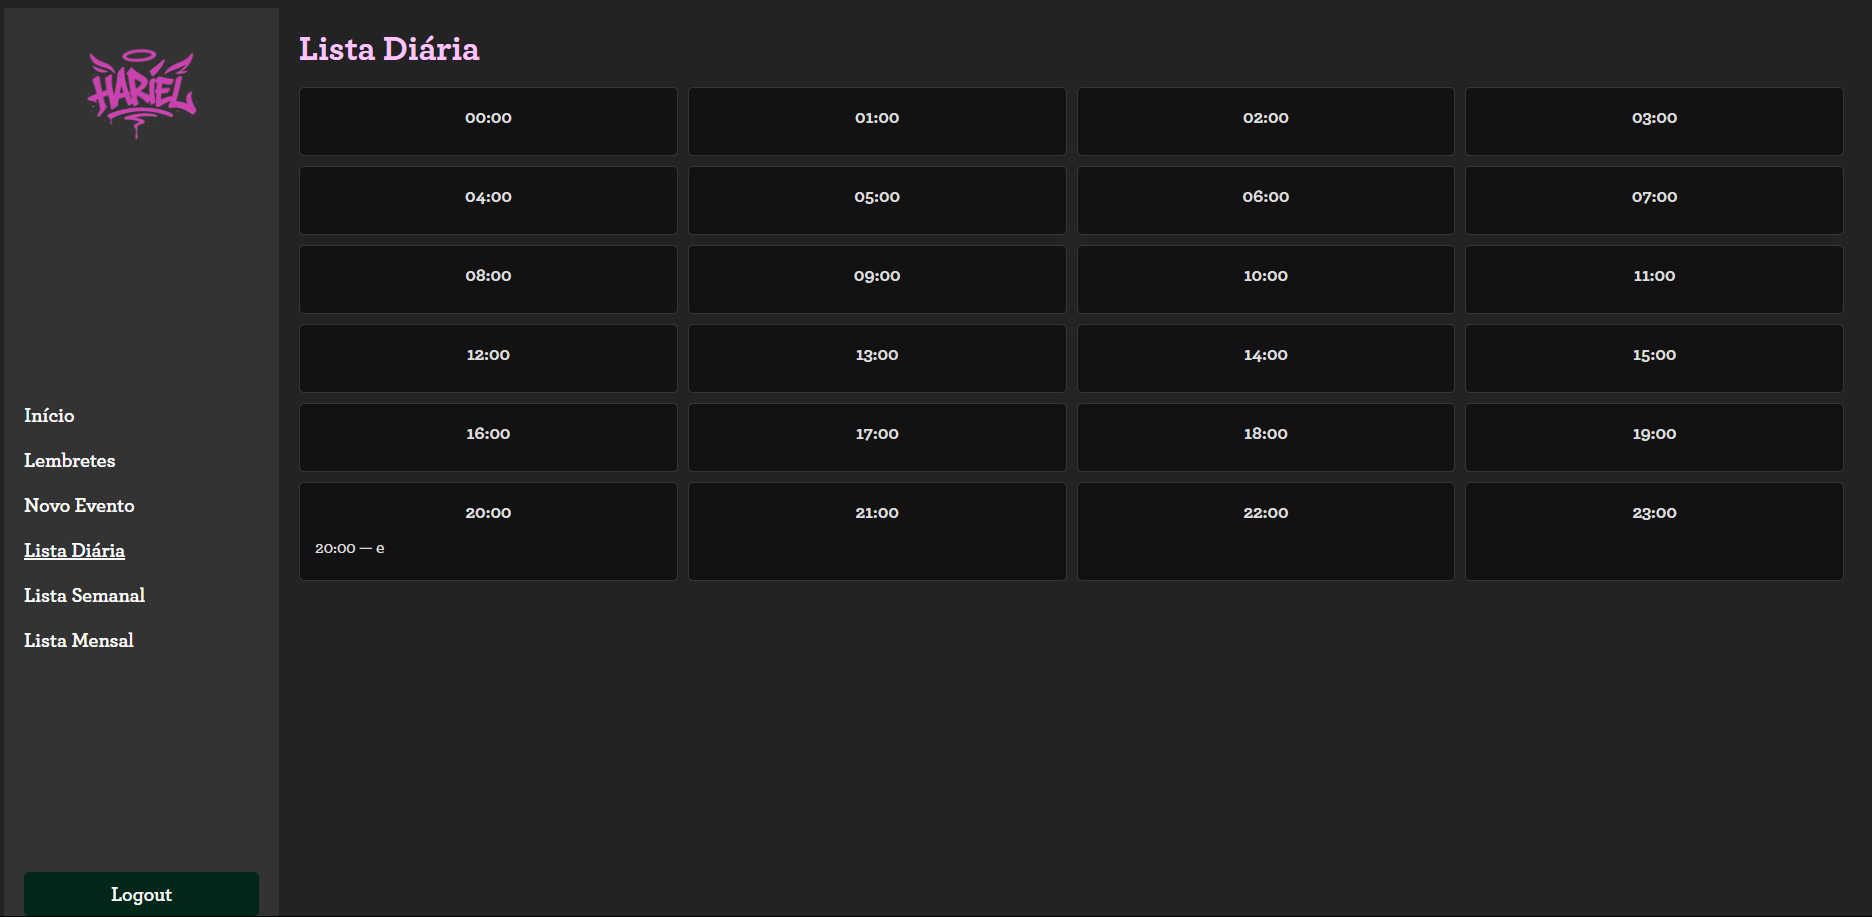 HARIEL
Início
Lembretes
Novo Evento
Lista Diária
Lista Semanal
Lista Mensal
Logout
Lista Diária
00:00
01:00
02:00
03:00
04:00
05:00
06:00
07:00
08:00
09:00
10:00
11:00
12:00
13:00
14:00
15:00
16:00
17:00
18:00
19:00
20:00
20:00 — e
21:00
22:00
23:00